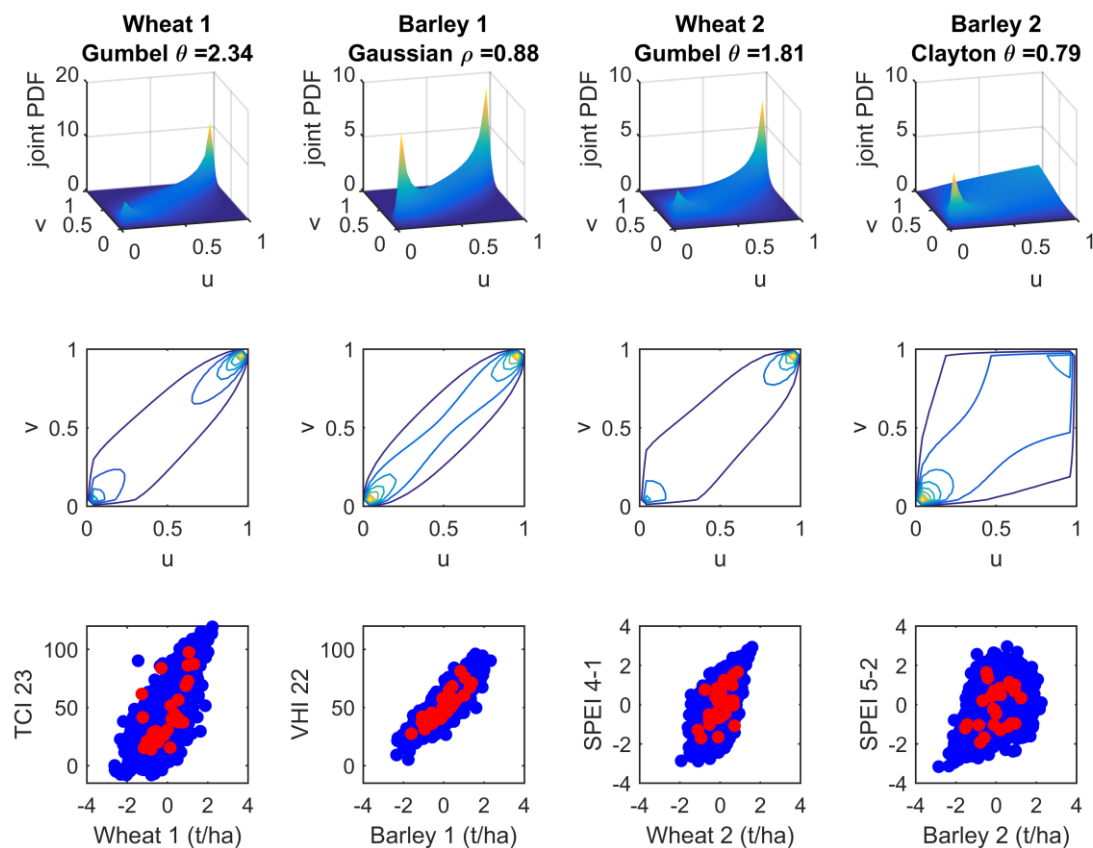 Wheat 1
Gumbel θ =2.34
Barley 1
Gaussian ρ =0.88
Wheat 2
Gumbel θ =1.81
Barley 2
Clayton θ =0.79
joint PDF
20
10
0
v
1
0.5
0
0
0.5
1
u
joint PDF
10
5
0
v
1
0.5
0
0
0.5
1
u
joint PDF
10
5
0
v
1
0.5
0
0
0.5
1
u
joint PDF
10
5
0
v
1
0.5
0
0
0.5
1
u
v
1
0.5
0
0
0.5
1
u
v
1
0.5
0
0
0.5
1
u
v
1
0.5
0
0
0.5
1
u
v
1
0.5
0
0
0.5
1
u
TCI 23
100
50
0
-4
-2
0
2
4
Wheat 1 (t/ha)
VHI 22
100
50
0
-4
-2
0
2
4
Barley 1 (t/ha)
SPEI 4-1
4
2
0
-2
-4
-4
-2
0
2
4
Wheat 2 (t/ha)
SPEI 5-2
4
2
0
-2
-4
-4
-2
0
2
4
Barley 2 (t/ha)